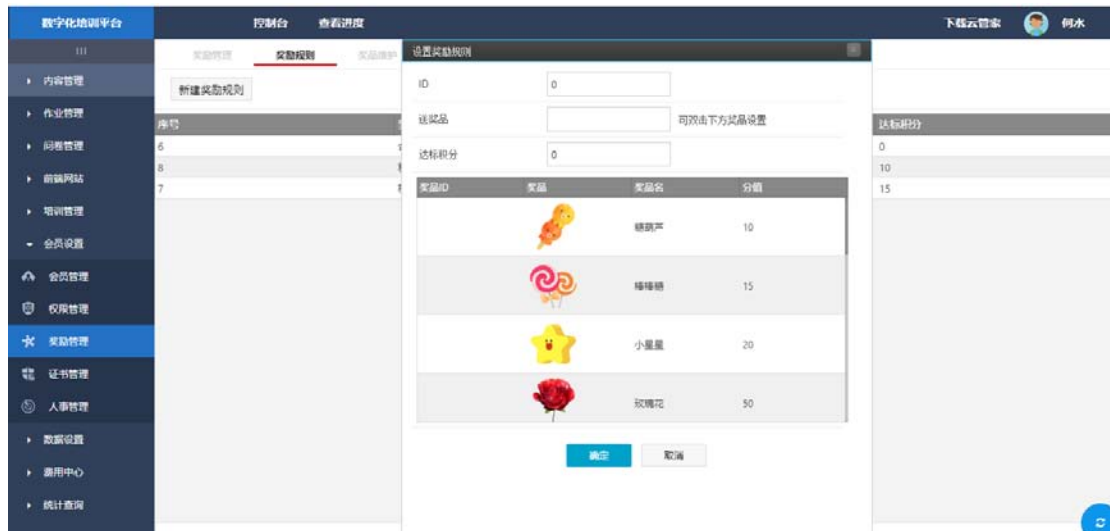 数字化培训平台 控制台 查看进度 下载云管家 何水
奖励管理 奖励规则 奖品维护 设置奖励规则
内容管理
新建奖励规则
ID 0
作业管理
送奖品 可双击下方奖品设置
序号 达标积分
问卷管理
6 0
达标积分 0
8 10
前端网站
7 15
奖品ID 奖品 奖品名 分值
培训管理
糖葫芦 10
会员设置
会员管理
棒棒糖 15
权限管理
奖励管理
小星星 20
证书管理
人事管理
玫瑰花 50
数据设置
确定 取消
费用中心
统计查询